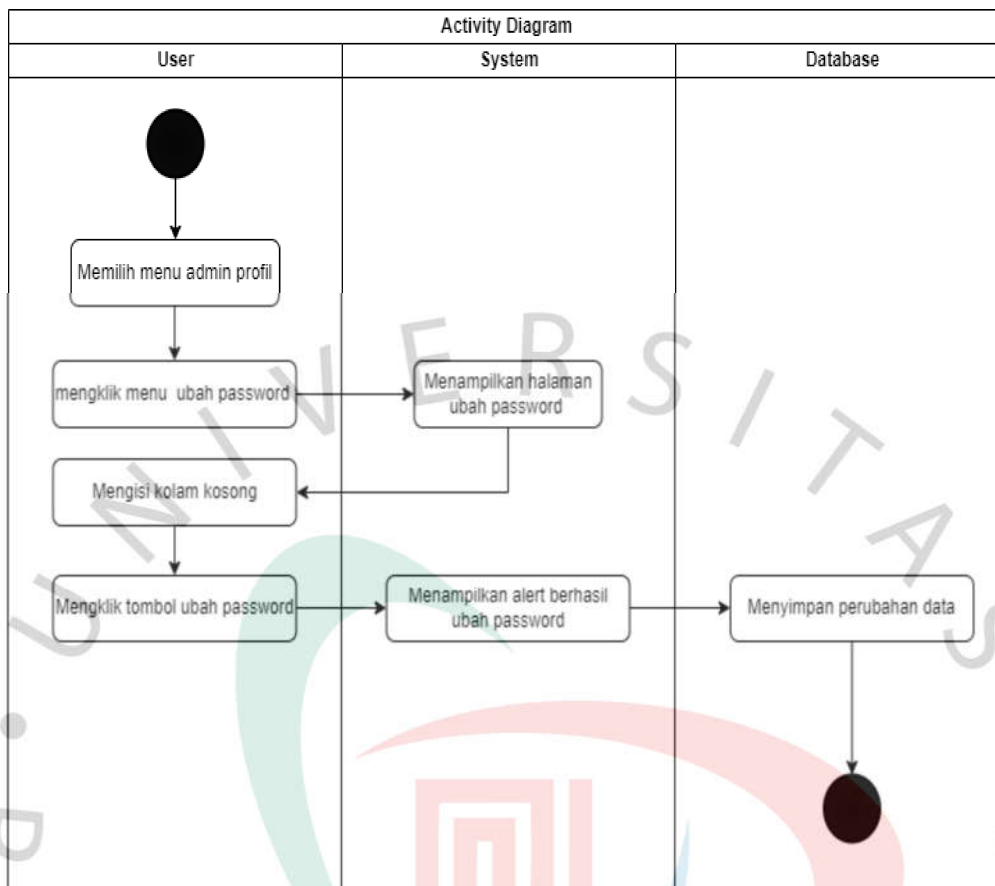 Activity Diagram
User
System
Database
Memilih menu admin profil
mengklik menu ubah password
Menampilkan halaman
ubah password
Mengisi kolam kosong
Mengklik tombol ubah password
Menampilkan alert berhasil
ubah password
Menyimpan perubahan data
UNIVERSITAS